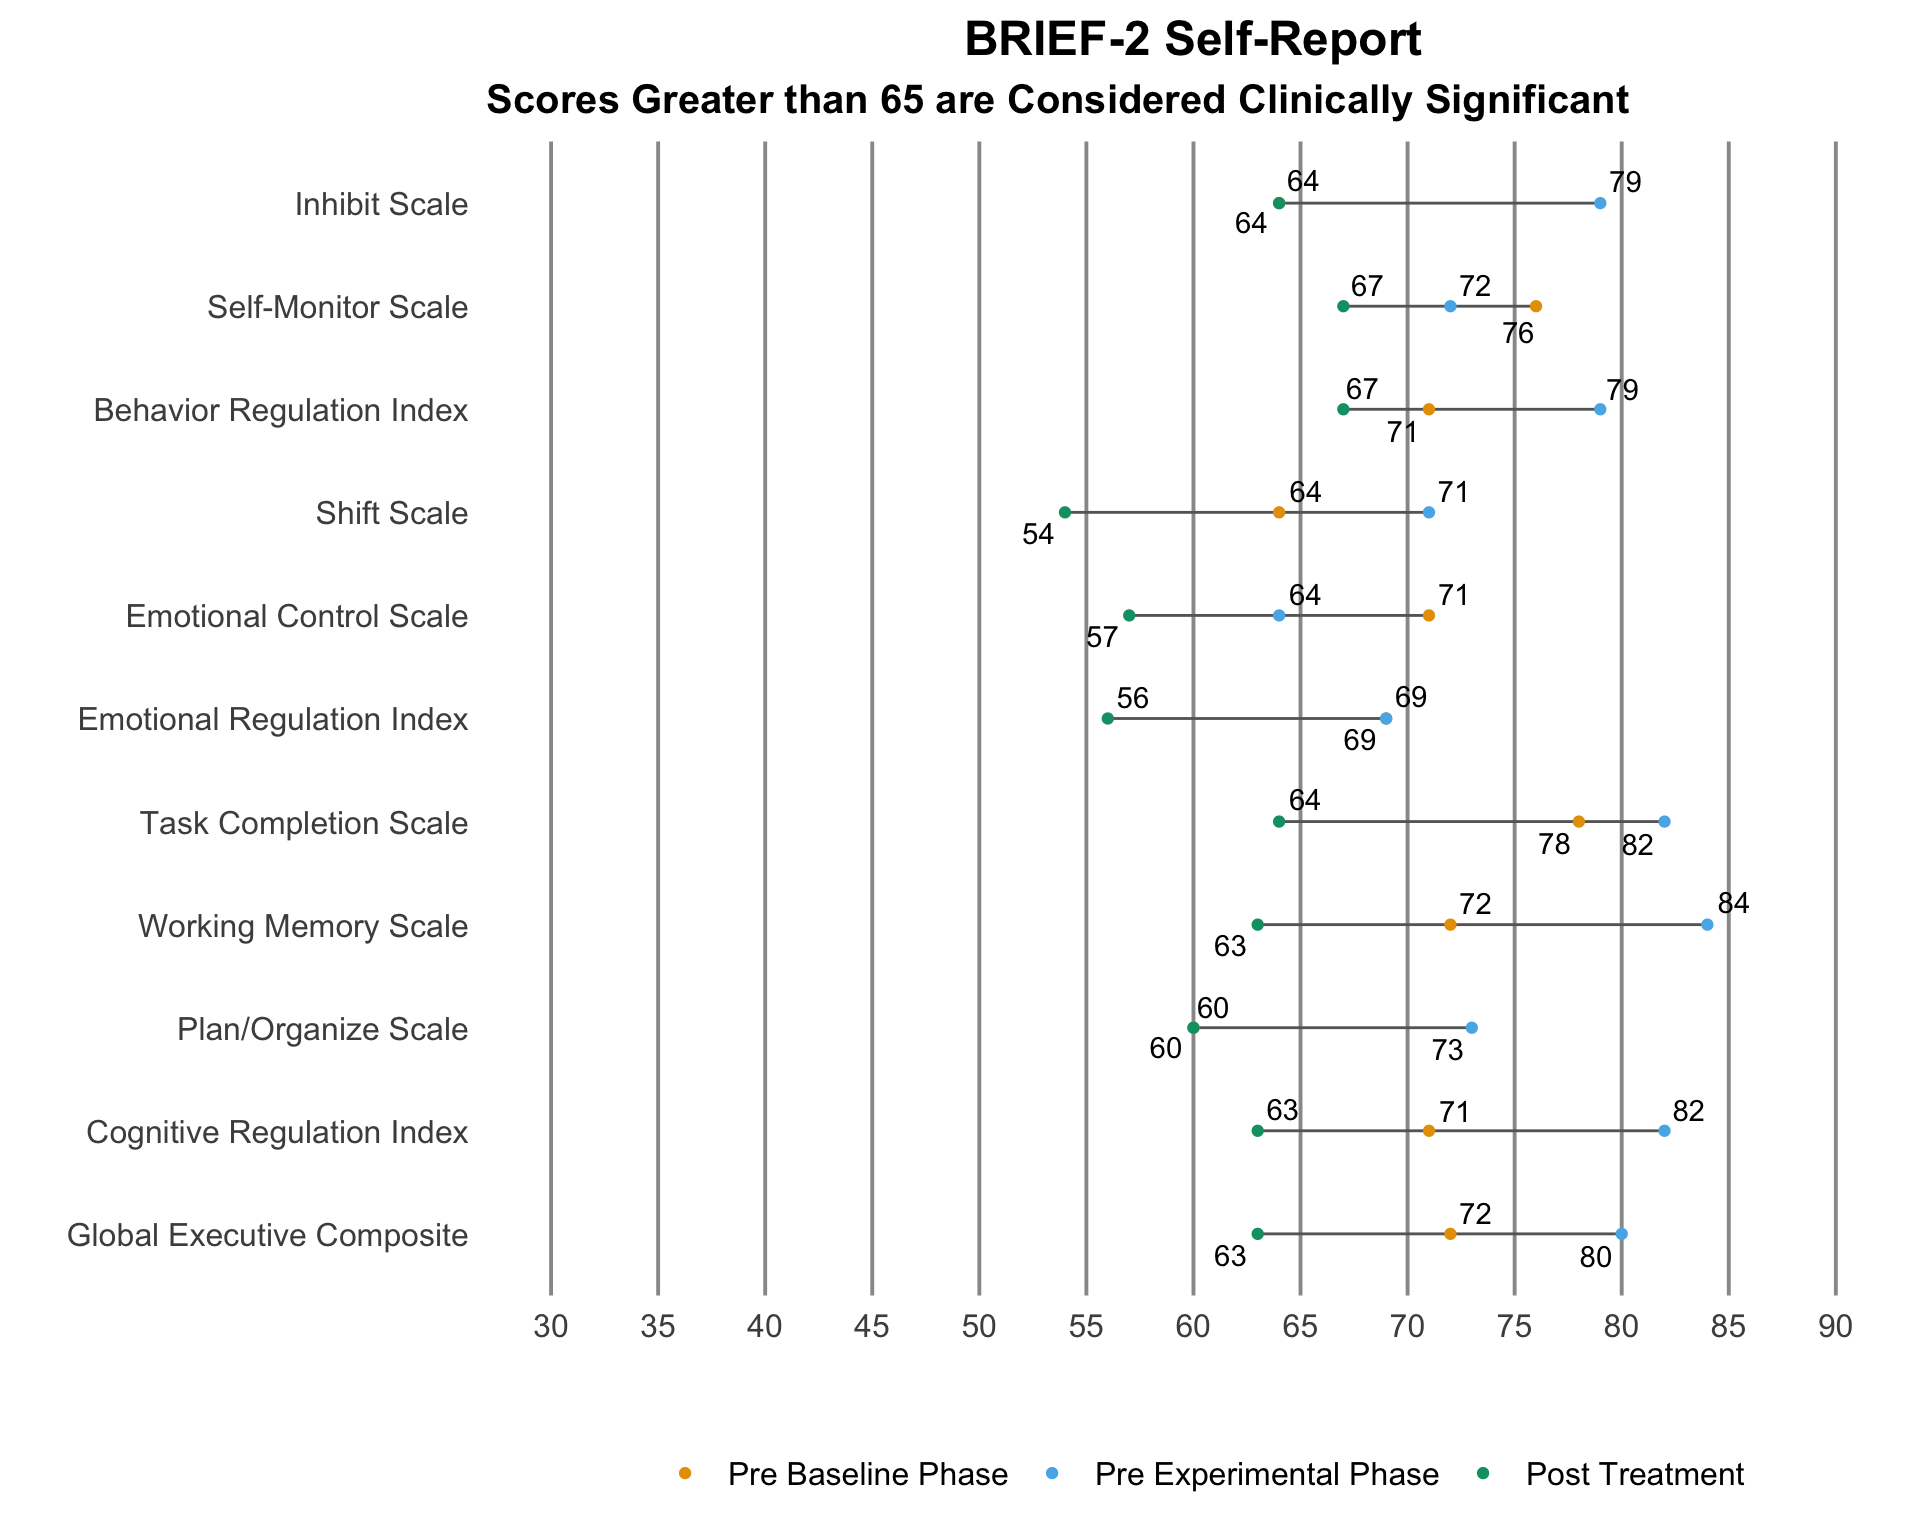 BRIEF-2 Self-Report
Scores Greater than 65 are Considered Clinically Significant
Inhibit Scale
64
79
64
Self-Monitor Scale
67
72
76
Behavior Regulation Index
67
79
71
Shift Scale
64
71
54
Emotional Control Scale
64
71
57
Emotional Regulation Index
56
69
69
Task Completion Scale
64
78
82
Working Memory Scale
72
84
63
Plan/Organize Scale
60
60
73
Cognitive Regulation Index
63
71
82
Global Executive Composite
72
63
80
30 35 40 45 50 55 60 65 70 75 80 85 90
Pre Baseline Phase Pre Experimental Phase Post Treatment